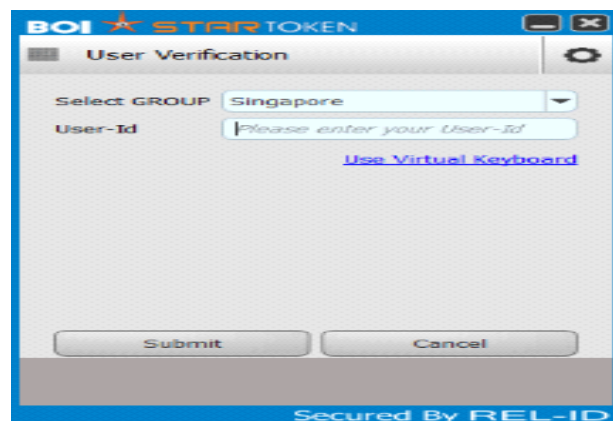 BOI STAR TOKEN
User Verification
Select GROUP Singapore
User-Id Please enter your User-Id
Use Virtual Keyboard
Submit Cancel
Secured By REL-ID